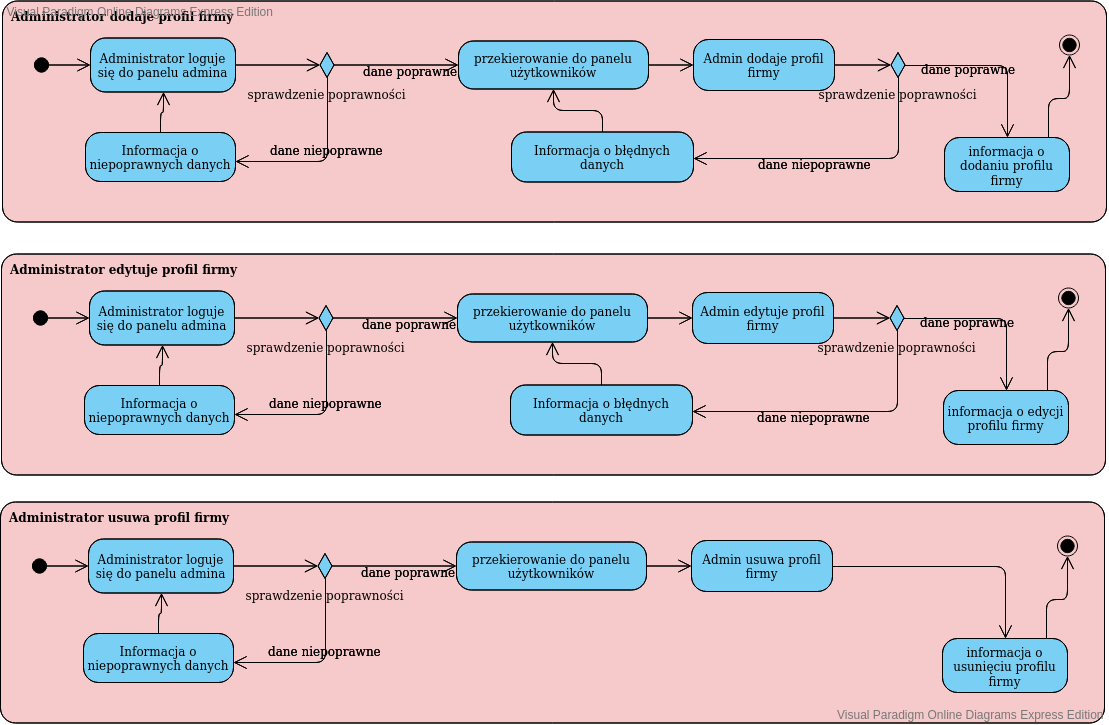 Visual Paradigm Online Diagrams Express Edition
Administrator dodaje profil firmy
Administrator loguje
się do panelu admina
dane poprawne
sprawdzenie poprawności
przekierowanie do panelu
użytkowników
Admin dodaje profil
firmy
dane poprawne
sprawdzenie poprawności
Informacja o
niepoprawnych danych
dane niepoprawne
Informacja o błędnych
danych
dane niepoprawne
informacja o
dodaniu profilu
firmy
Administrator edytuje profil firmy
Administrator loguje
się do panelu admina
dane poprawne
sprawdzenie poprawności
przekierowanie do panelu
użytkowników
Admin edytuje profil
firmy
dane poprawne
sprawdzenie poprawności
Informacja o
niepoprawnych danych
dane niepoprawne
Informacja o błędnych
danych
dane niepoprawne
informacja o edycji
profilu firmy
Administrator usuwa profil firmy
Administrator loguje
się do panelu admina
dane poprawne
sprawdzenie poprawności
przekierowanie do panelu
użytkowników
Admin usuwa profil
firmy
Informacja o
niepoprawnych danych
dane niepoprawne
informacja o
usunięciu profilu
firmy
Visual Paradigm Online Diagrams Express Edition